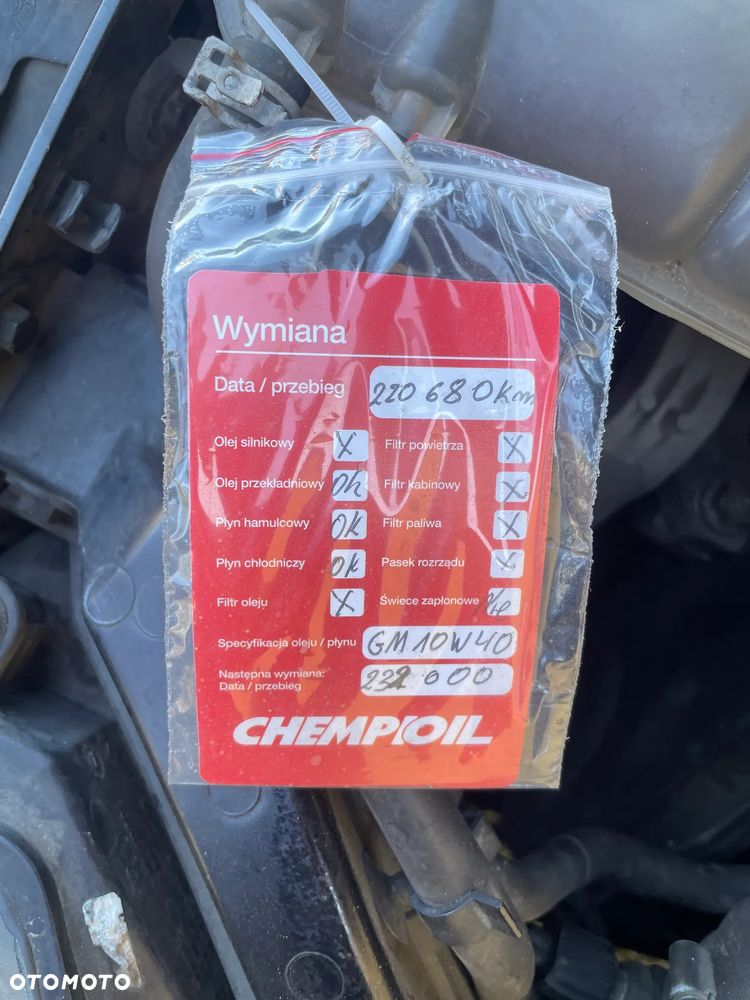 Wymiana
Data / przebieg 220 680 Km
Olej silnikowy X Filtr powietrza X
Olej przekładniowy Ok Filtr kabinowy X
Płyn hamulcowy OK Filtr paliwa X
Płyn chłodniczy OK Pasek rozrządu X
Filtr oleju X Świece zapłonowe
Specyfikacja oleju / płynu GM 10W40
Następna wymiana:
Data / przebieg 232 000
CHEMPIOIL
OTOMOTO